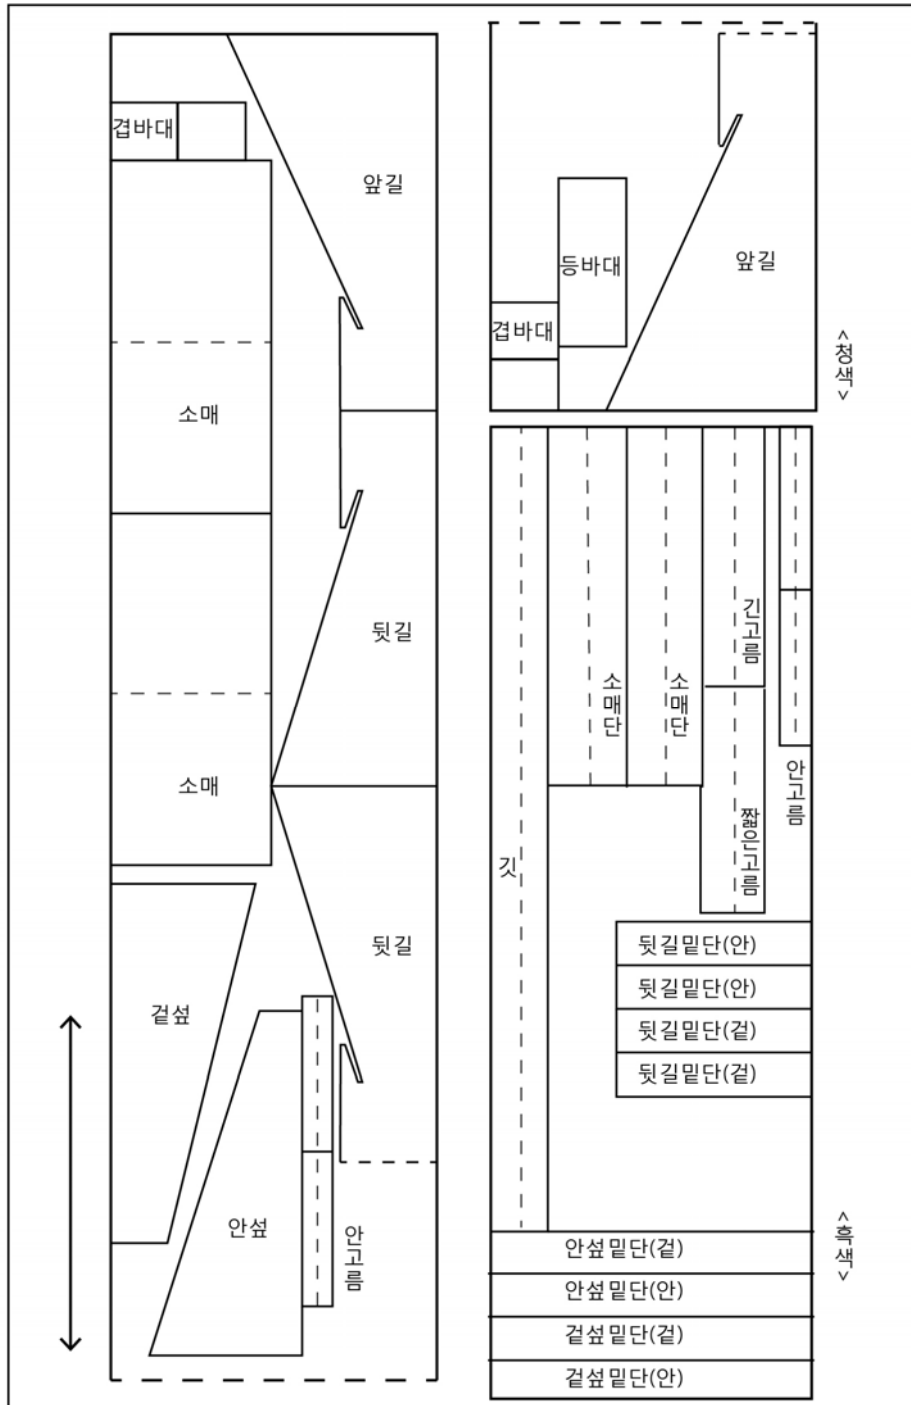 겹바대
앞길
소매
뒷길
소매
뒷길
겉섶
안섶
안고름
등바대
앞길
겹바대
<청색>
긴고름
소매단
소매단
안고름
짧은고름
깃
뒷길밑단(안)
뒷길밑단(안)
뒷길밑단(겉)
뒷길밑단(겉)
<흑색>
안섶밑단(겉)
안섶밑단(안)
겉섶밑단(겉)
겉섶밑단(안)